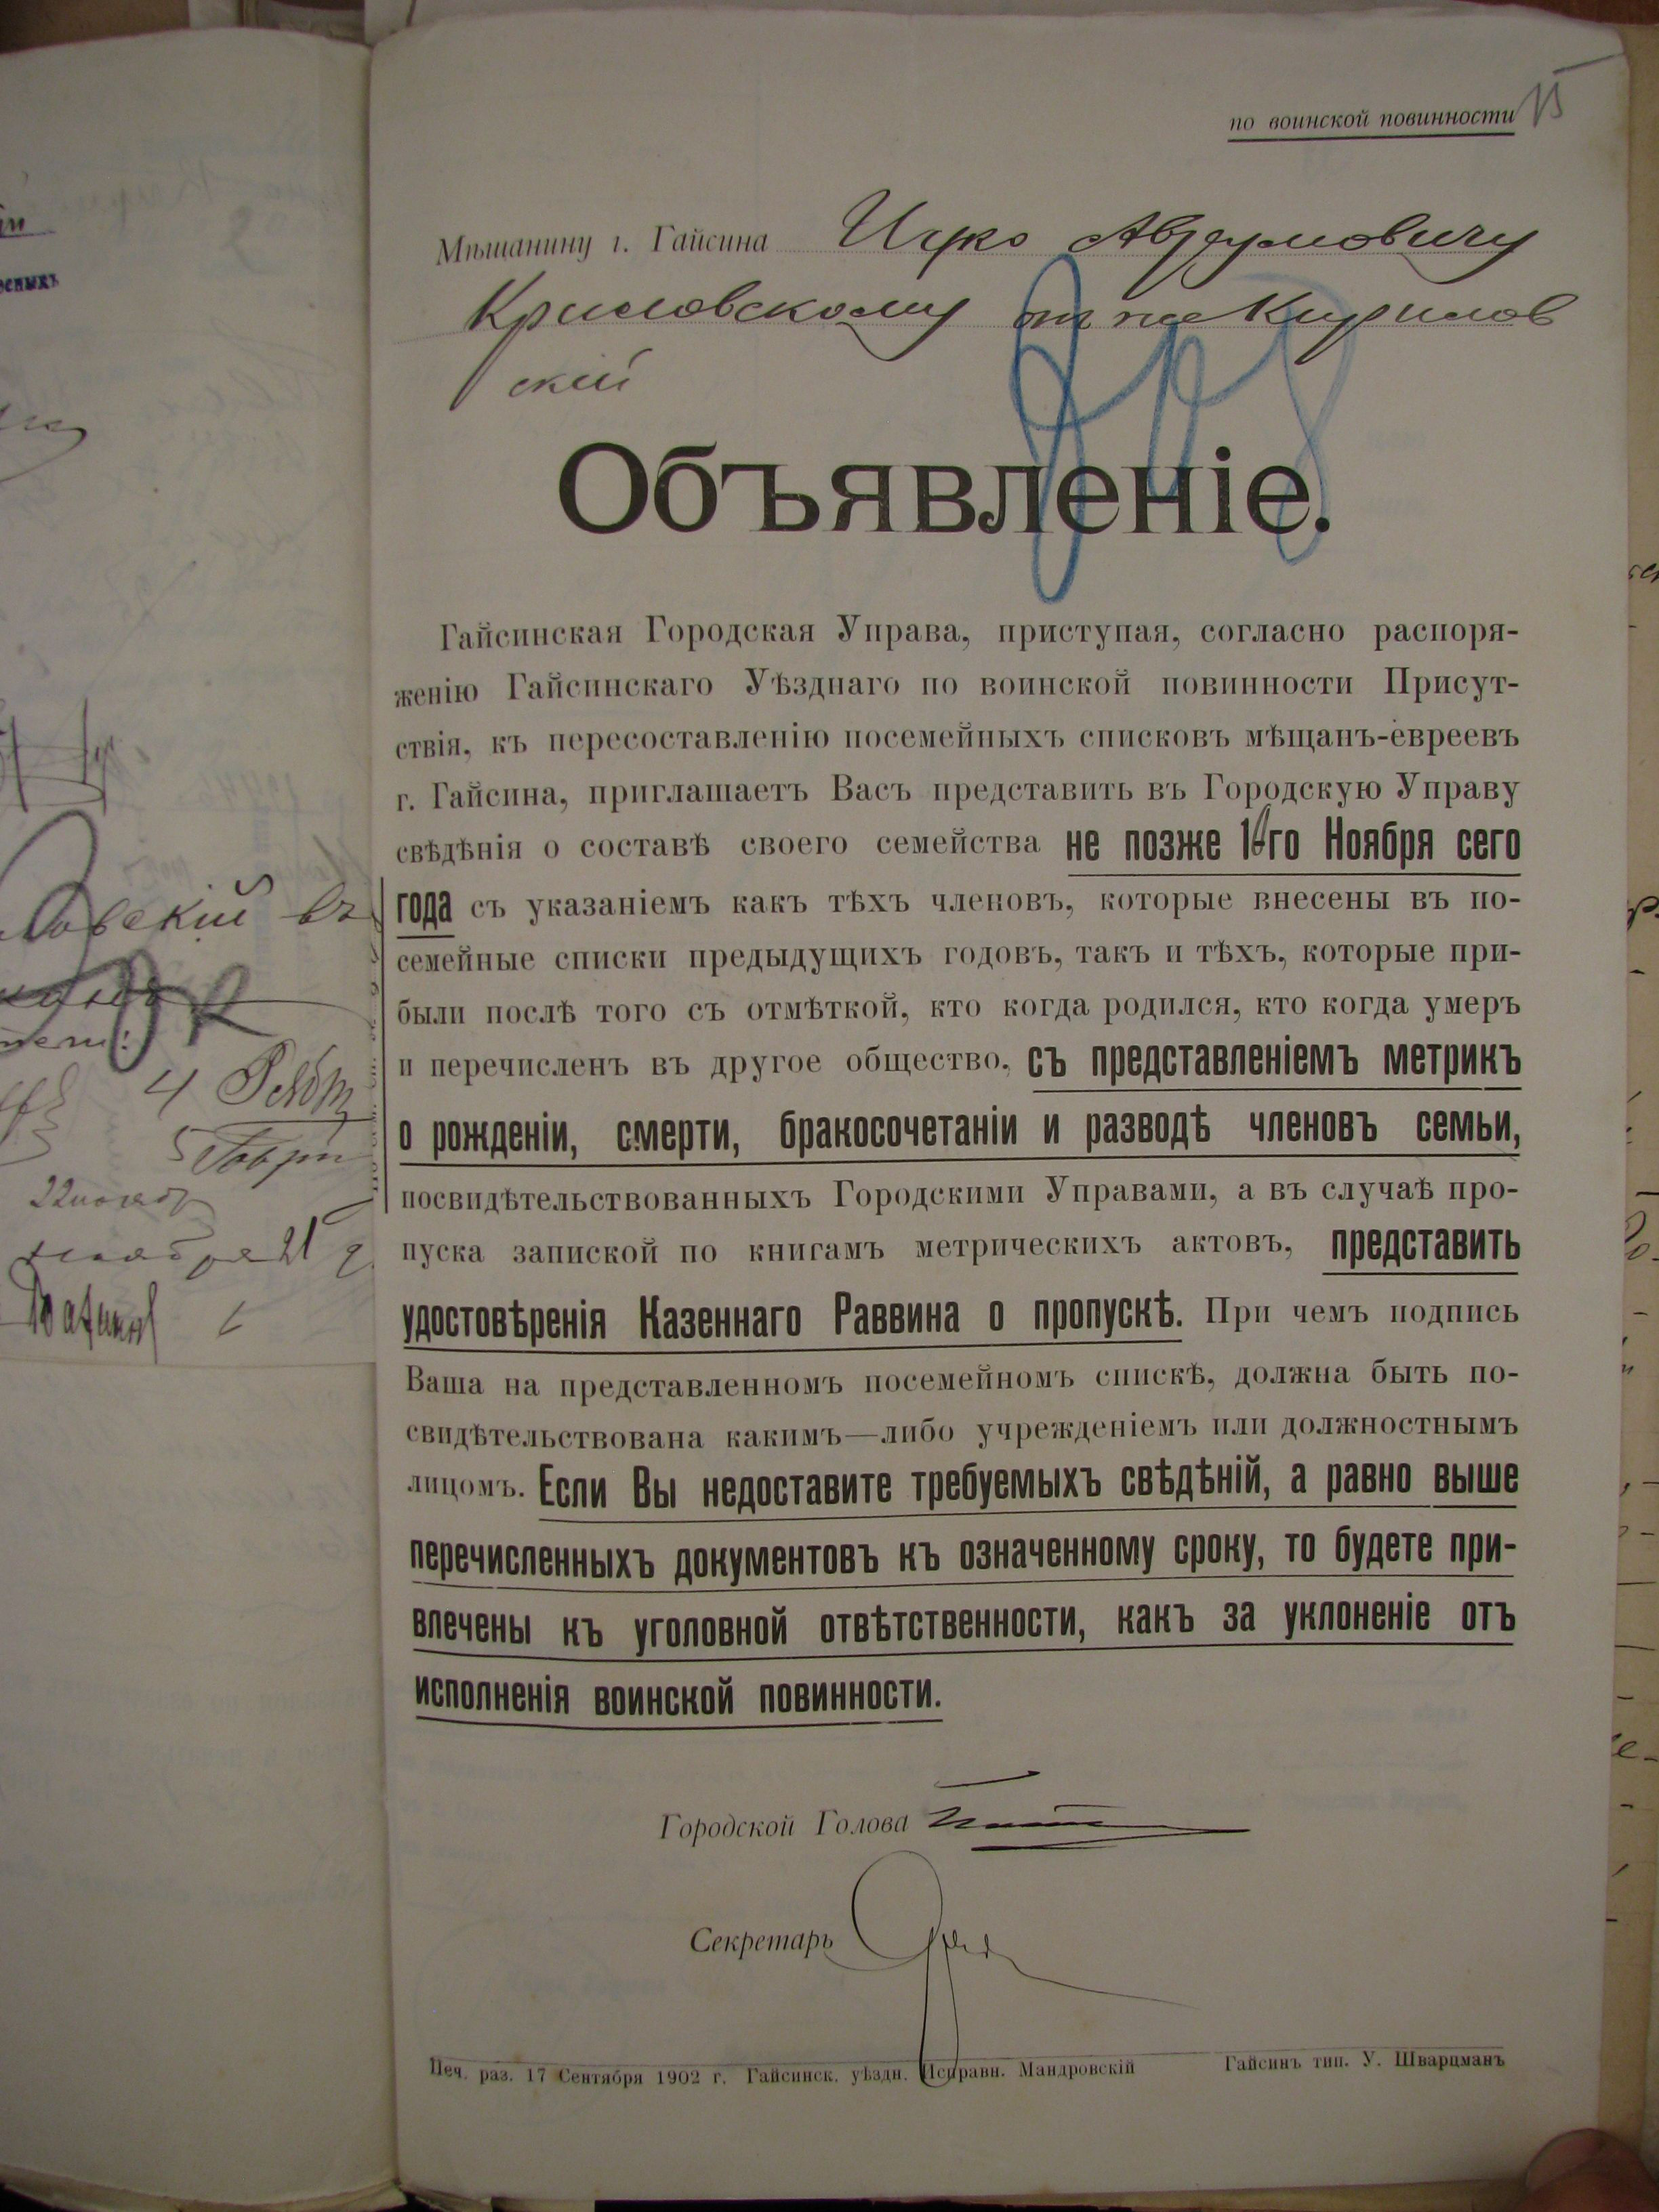 по воинской повинности
Мѣщанину г. Гайсина Ицко Аврумовичу
Криловскому он же Кирилов
ский
Объявленіе.
Гайсинская Городская Управа, приступая, согласно распоря-
женію Гайсинскаго Уѣзднаго по воинской повинности Присут-
ствія, къ пересоставленію посемейныхъ списковъ мѣщанъ-евреевъ
г. Гайсина, приглашаетъ Васъ представить въ Городскую Управу
свѣдѣнія о составѣ своего семейства не позже го Ноября сего
года съ указаніемъ какъ тѣхъ членовъ, которые внесены въ по-
семейные списки предыдущихъ годовъ, такъ и тѣхъ, которые при-
были послѣ того съ отмѣткой, кто когда родился, кто когда умеръ
и перечисленъ въ другое общество, съ представленіемъ метрикъ
о рожденіи, смерти, бракосочетаніи и разводѣ членовъ семьи,
посвидѣтельствованныхъ Городскими Управами, а въ случаѣ про-
пуска запиской по книгамъ метрическихъ актовъ, представить
удостовѣренія Казеннаго Раввина о пропускѣ. При чемъ подпись
Ваша на представленномъ посемейномъ спискѣ, должна быть по-
свидѣтельствована какимъ—либо учрежденіемъ или должностнымъ
лицомъ. Если Вы недоставите требуемыхъ свѣдѣній, а равно выше
перечисленныхъ документовъ къ означенному сроку, то будете при-
влечены къ уголовной отвѣтственности, какъ за уклоненіе отъ
исполненія воинской повинности.
Городской Голова
Секретарь
Печ. раз. 17 Сентября 1902 г. Гайсинск. уѣздн. Исправн. Мандровскій Гайсинъ тип. У. Шварцманъ